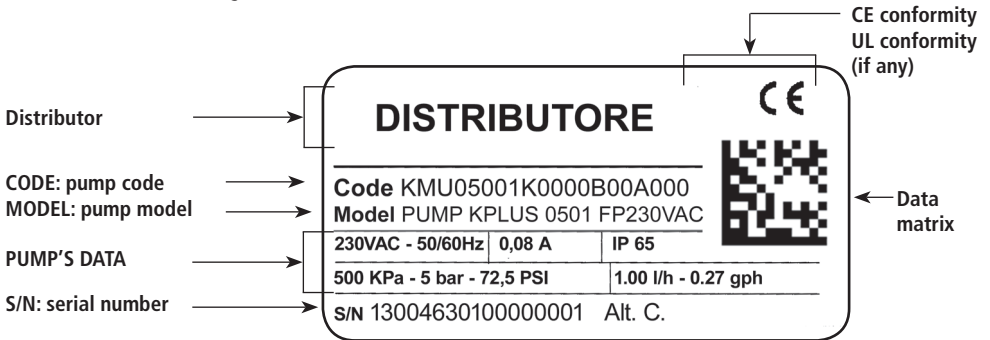 CE conformity
UL conformity
(if any)
Distributor
DISTRIBUTORE
CE
CODE: pump code
MODEL: pump model
Code KMU05001K0000B00A000
Model PUMP KPLUS 0501 FP230VAC
Data
matrix
PUMP'S DATA
230VAC - 50/60Hz 0,08 A IP 65
500 KPa - 5 bar - 72,5 PSI 1.00 l/h - 0.27 gph
S/N: serial number
S/N 13004630100000001 Alt. C.